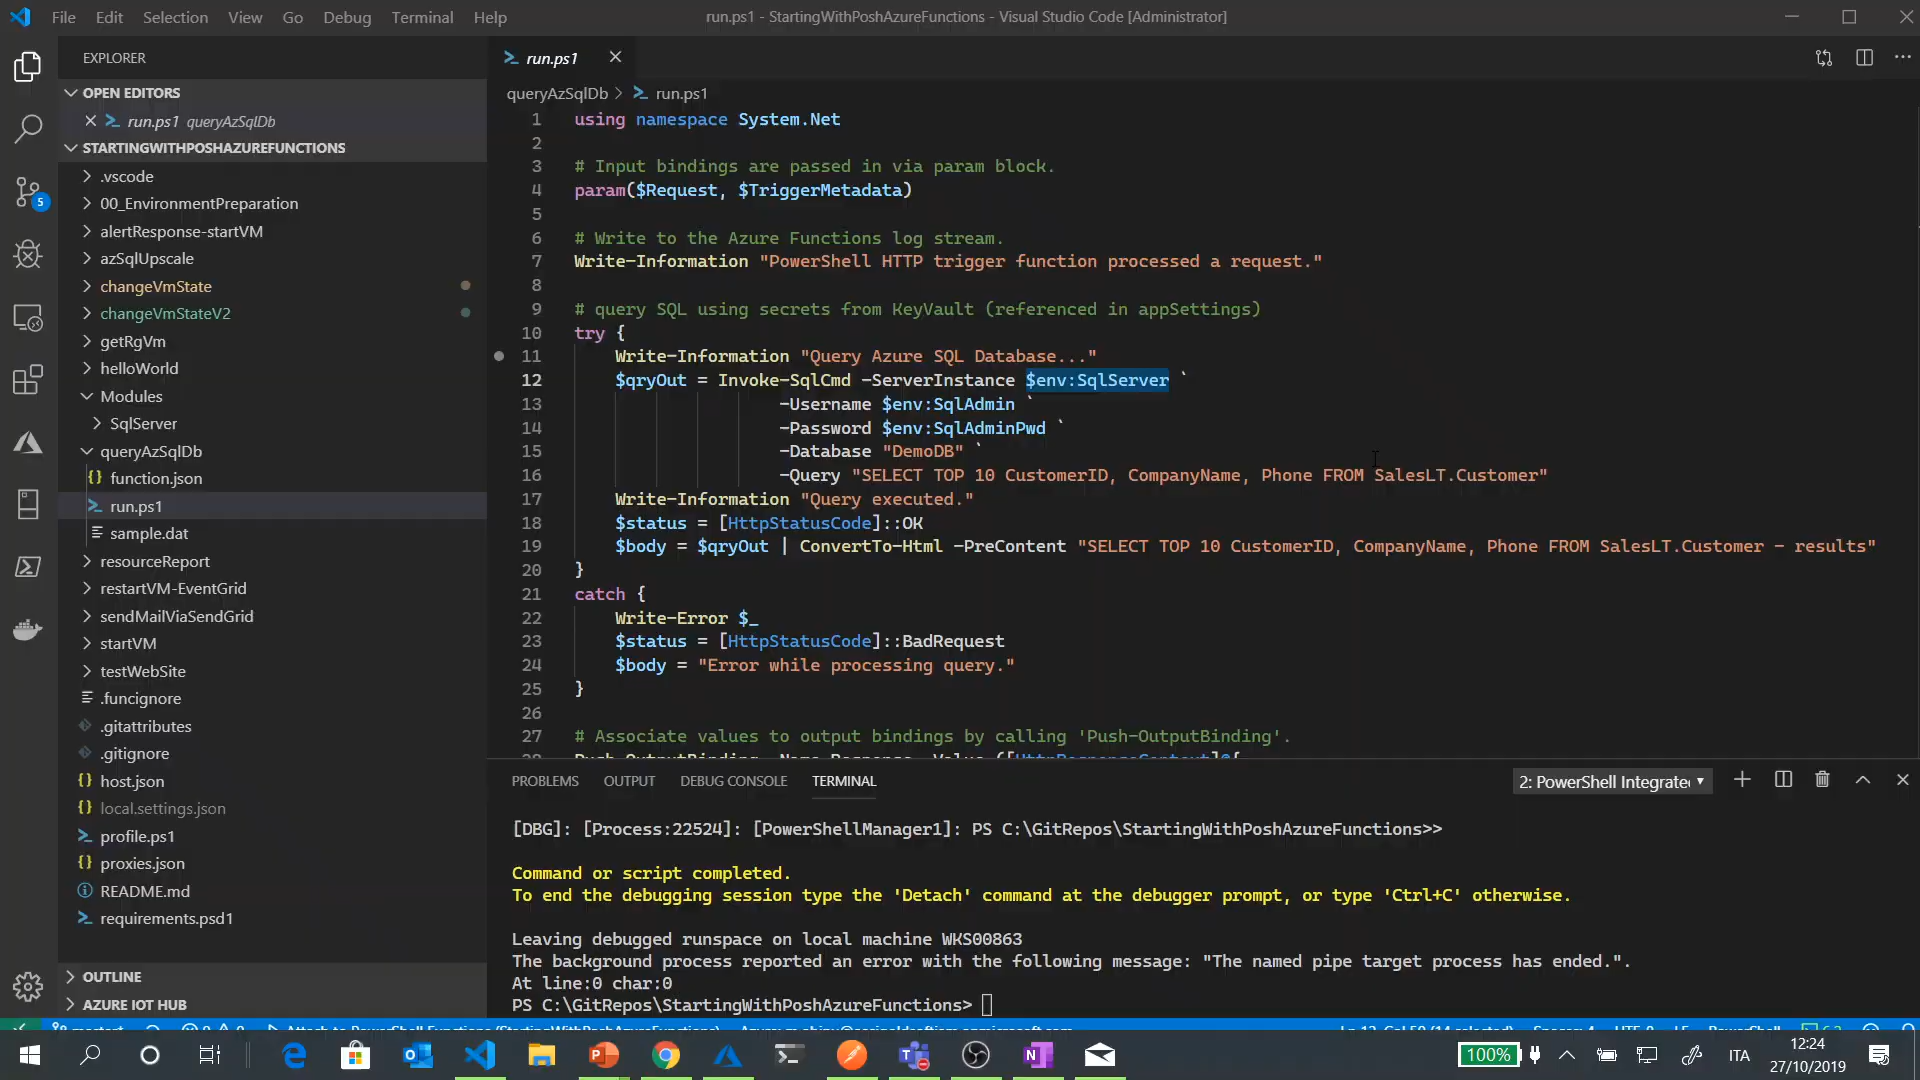 File Edit Selection View Go Debug Terminal Help
run.ps1 - StartingWithPoshAzureFunctions - Visual Studio Code [Administrator]
EXPLORER
OPEN EDITORS
run.ps1 queryAzSqlDb
STARTINGWITHPOSHAZUREFUNCTIONS
.vscode
00_EnvironmentPreparation
alertResponse-startVM
azSqlUpscale
changeVmState
changeVmStateV2
getRgVm
helloWorld
Modules
SqlServer
queryAzSqlDb
function.json
run.ps1
sample.dat
resourceReport
restartVM-EventGrid
sendMailViaSendGrid
startVM
testWebSite
.funcignore
.gitattributes
.gitignore
host.json
local.settings.json
profile.ps1
proxies.json
README.md
requirements.psd1
OUTLINE
AZURE IOT HUB
5
run.ps1
queryAzSqlDb > run.ps1
1 using namespace System.Net
2
3 # Input bindings are passed in via param block.
4 param($Request, $TriggerMetadata)
5
6 # Write to the Azure Functions log stream.
7 Write-Information "PowerShell HTTP trigger function processed a request."
8
9 # query SQL using secrets from KeyVault (referenced in appSettings)
10 try {
11 Write-Information "Query Azure SQL Database..."
12 $qryOut = Invoke-SqlCmd -ServerInstance $env:SqlServer `
13 -Username $env:SqlAdmin `
14 -Password $env:SqlAdminPwd `
15 -Database "DemoDB" `
16 -Query "SELECT TOP 10 CustomerID, CompanyName, Phone FROM SalesLT.Customer"
17 Write-Information "Query executed."
18 $status = [HttpStatusCode]::OK
19 $body = $qryOut | ConvertTo-Html -PreContent "SELECT TOP 10 CustomerID, CompanyName, Phone FROM SalesLT.Customer - results"
20 }
21 catch {
22 Write-Error $_
23 $status = [HttpStatusCode]::BadRequest
24 $body = "Error while processing query."
25 }
26
27 # Associate values to output bindings by calling 'Push-OutputBinding'.
PROBLEMS OUTPUT DEBUG CONSOLE TERMINAL
2: PowerShell Integrate
[DBG]: [Process:22524]: [PowerShellManager1]: PS C:\GitRepos\StartingWithPoshAzureFunctions>>
Command or script completed.
To end the debugging session type the 'Detach' command at the debugger prompt, or type 'Ctrl+C' otherwise.
Leaving debugged runspace on local machine WKS00863
The background process reported an error with the following message: "The named pipe target process has ended.".
At line:0 char:0
PS C:\GitRepos\StartingWithPoshAzureFunctions>
100%
ITA
12:24
27/10/2019